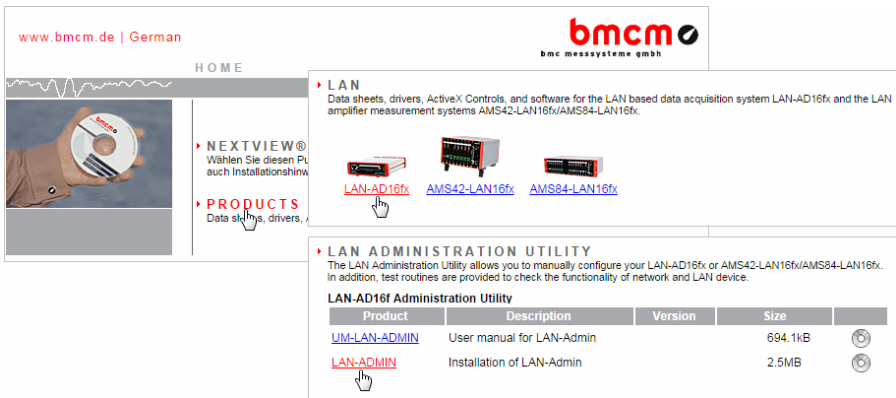 www.bmcm.de | German
bmcm
bmc messsysteme gmbh
HOME
NEXTVIEW®
Wählen Sie diesen Pu
auch Installationshinw
PRODUCTS
Data sheets, drivers, A
LAN
Data sheets, drivers, ActiveX Controls, and software for the LAN based data acquisition system LAN-AD16fx and the LAN
amplifier measurement systems AMS42-LAN16fx/AMS84-LAN16fx.
LAN-AD16fx AMS42-LAN16fx AMS84-LAN16fx
LAN ADMINISTRATION UTILITY
The LAN Administration Utility allows you to manually configure your LAN-AD16fx or AMS42-LAN16fx/AMS84-LAN16fx.
In addition, test routines are provided to check the functionality of network and LAN device.
LAN-AD16f Administration Utility
Product Description Version Size
UM-LAN-ADMIN User manual for LAN-Admin 694.1kB
LAN-ADMIN Installation of LAN-Admin 2.5MB